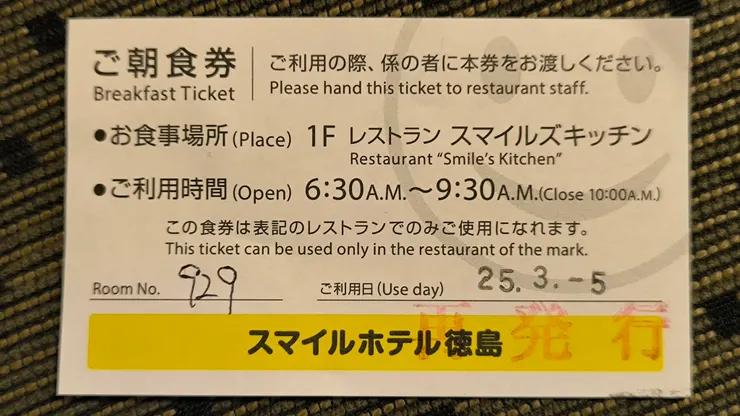 ご朝食券
Breakfast Ticket
ご利用の際、係の者に本券をお渡しください。
Please hand this ticket to restaurant staff.
●お食事場所(Place) 1F レストラン スマイルズキッチン
Restaurant "Smile's Kitchen"
●ご利用時間(Open) 6:30A.M.〜9:30A.M.(Close 10:00A.M.)
この食券は表記のレストランでのみご使用になれます。
This ticket can be used only in the restaurant of the mark.
Room No. 929 ご利用日(Use day) 25. 3. -5
再発行
スマイルホテル徳島